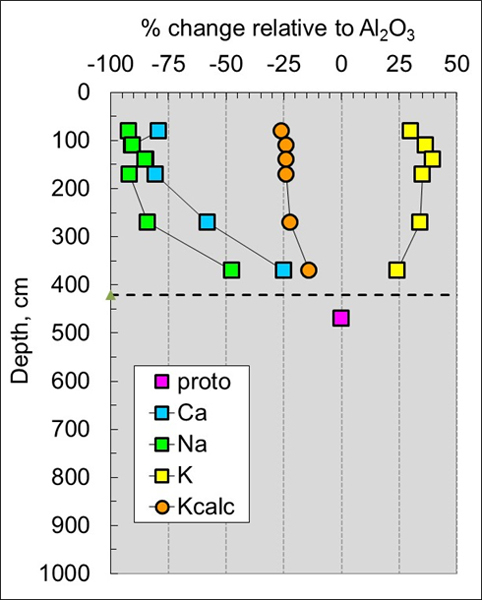 % change relative to Al₂O₃
-100 -75 -50 -25 0 25 50
0
100
200
300
400
500
600
700
800
900
1000
Depth, cm
proto
Ca
Na
K
Kcalc